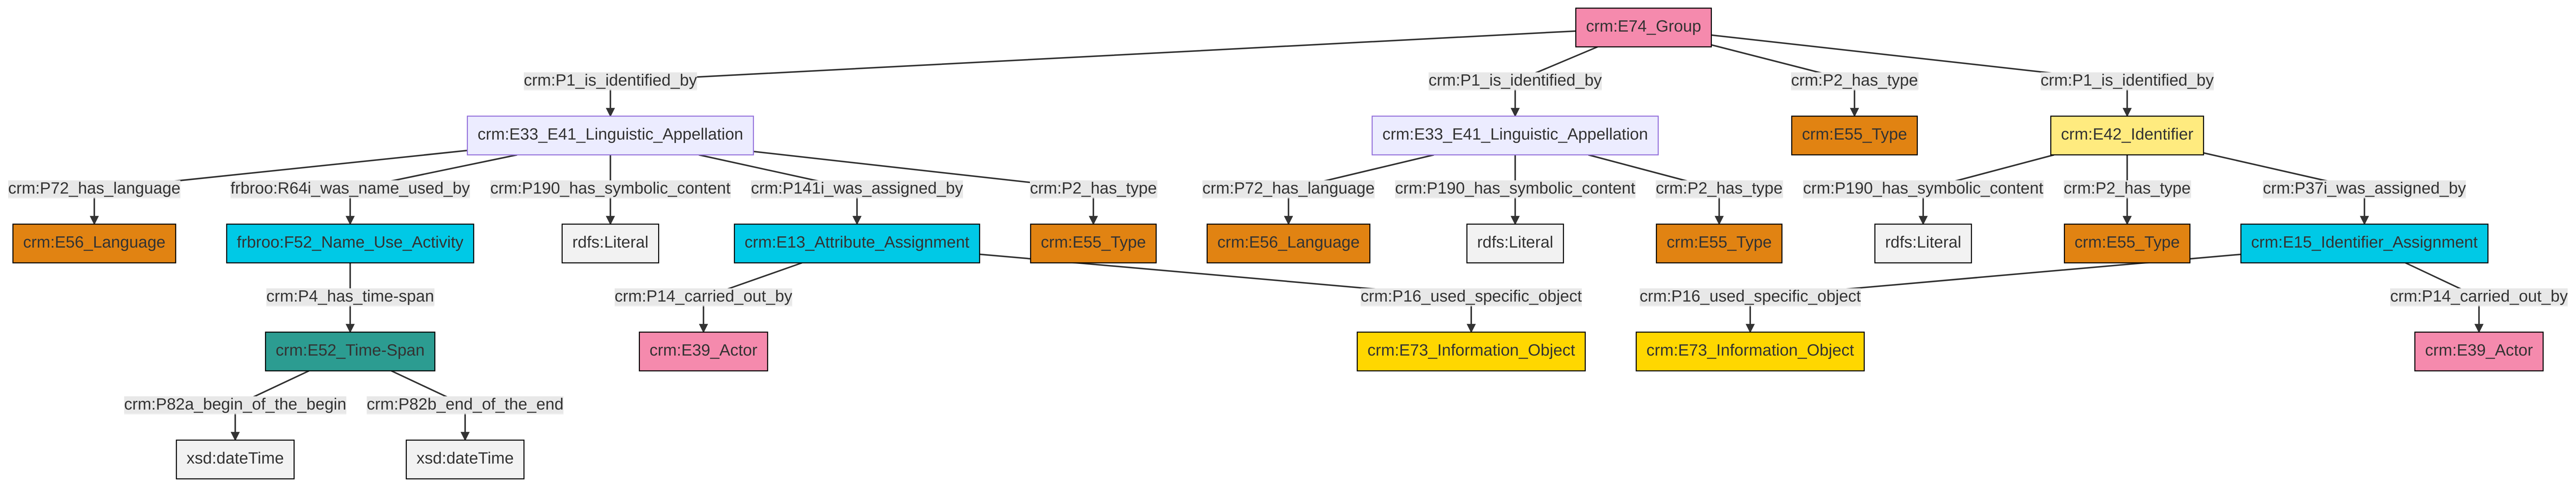 crm:E74_Group
crm:P1_is_identified_by
crm:P1_is_identified_by
crm:P2_has_type
crm:P1_is_identified_by
crm:E33_E41_Linguistic_Appellation
crm:E33_E41_Linguistic_Appellation
crm:E55_Type
crm:E42_Identifier
crm:P72_has_language
frbroo:R64i_was_name_used_by
crm:P190_has_symbolic_content
crm:P141i_was_assigned_by
crm:P2_has_type
crm:P72_has_language
crm:P190_has_symbolic_content
crm:P2_has_type
crm:P190_has_symbolic_content
crm:P2_has_type
crm:P37i_was_assigned_by
crm:E56_Language
frbroo:F52_Name_Use_Activity
rdfs:Literal
crm:E13_Attribute_Assignment
crm:E55_Type
crm:E56_Language
rdfs:Literal
crm:E55_Type
rdfs:Literal
crm:E55_Type
crm:E15_Identifier_Assignment
crm:P4_has_time-span
crm:P14_carried_out_by
crm:P16_used_specific_object
crm:P16_used_specific_object
crm:P14_carried_out_by
crm:E52_Time-Span
crm:E39_Actor
crm:E73_Information_Object
crm:E73_Information_Object
crm:E39_Actor
crm:P82a_begin_of_the_begin
crm:P82b_end_of_the_end
xsd:dateTime
xsd:dateTime